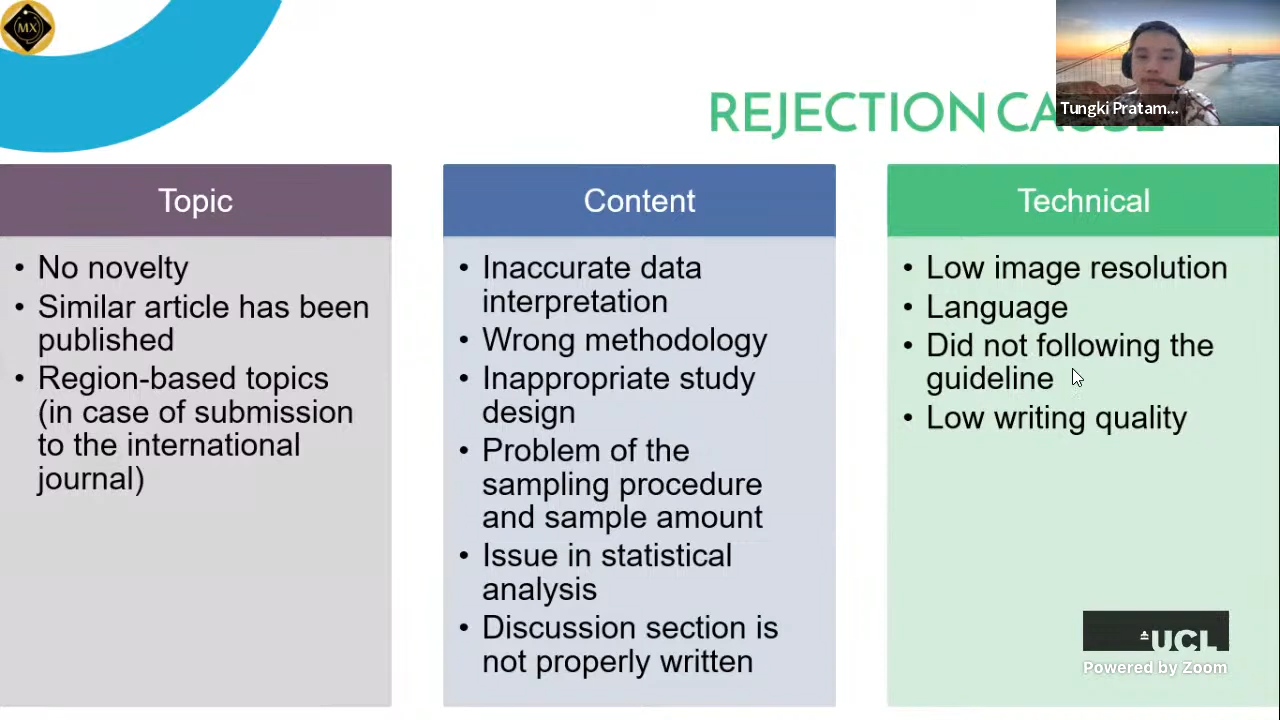 MX
REJECTION CAUSE
Tungki Pratam...
Topic
• No novelty
• Similar article has been
published
• Region-based topics
(in case of submission
to the international
journal)
Content
• Inaccurate data
interpretation
• Wrong methodology
• Inappropriate study
design
• Problem of the
sampling procedure
and sample amount
• Issue in statistical
analysis
• Discussion section is
not properly written
Technical
• Low image resolution
• Language
• Did not following the
guideline
• Low writing quality
UCL
Powered by Zoom